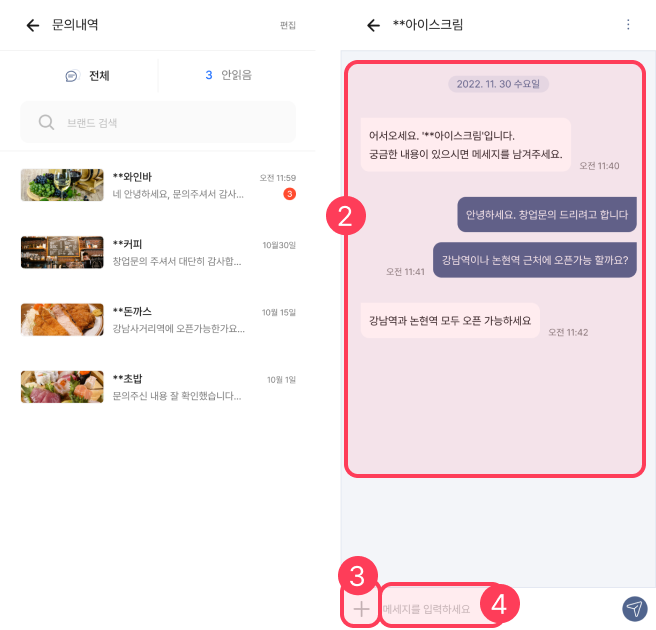 문의내역
편집
전체
3 안읽음
브랜드 검색
**와인바
오전 11:59
네 안녕하세요, 문의주셔서 감사...
3
**커피
10월30일
창업문의 주셔서 대단히 감사합...
**돈까스
10월 15일
강남사거리역에 오픈가능한가요...
**초밥
10월 1일
문의주신 내용 잘 확인했습니다...
**아이스크림
2022. 11. 30 수요일
어서오세요. '**아이스크림'입니다.
궁금한 내용이 있으시면 메세지를 남겨주세요.
오전 11:40
2
안녕하세요. 창업문의 드리려고 합니다
강남역이나 논현역 근처에 오픈가능 할까요?
오전 11:41
강남역과 논현역 모두 오픈 가능하세요
오전 11:42
3
메세지를 입력하세요
4